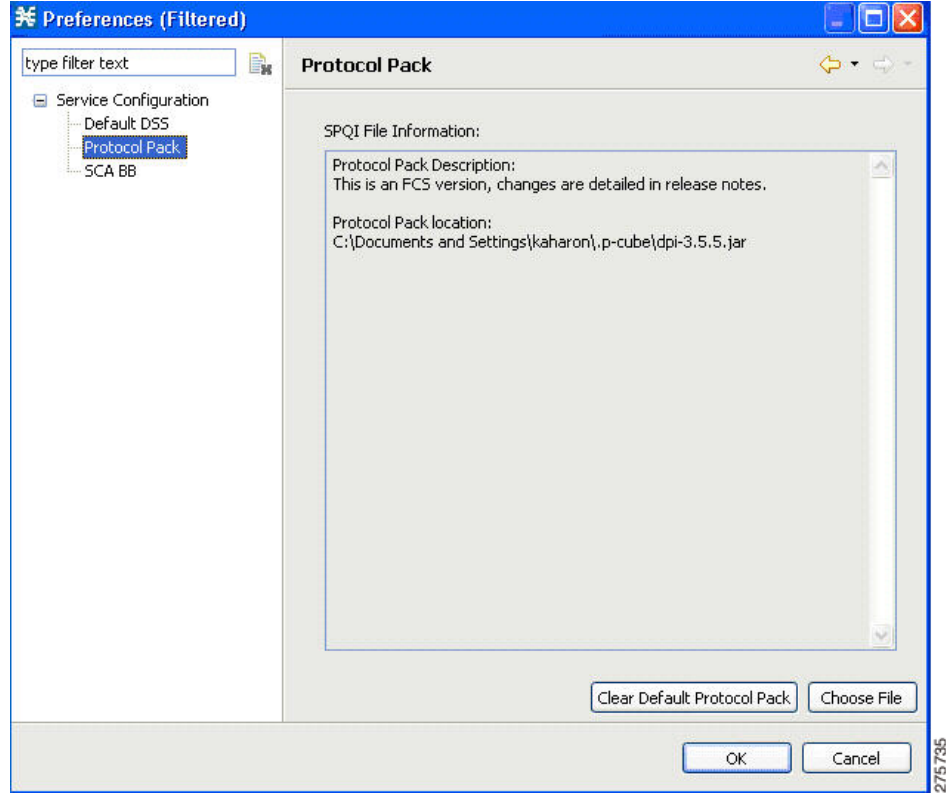 Preferences (Filtered)
type filter text
Service Configuration
Default DSS
Protocol Pack
SCA BB
Protocol Pack
SPQI File Information:
Protocol Pack Description:
This is an FCS version, changes are detailed in release notes.
Protocol Pack location:
C:\Documents and Settings\kaharon\.p-cube\dpi-3.5.5.jar
Clear Default Protocol Pack
Choose File
OK
Cancel
275735